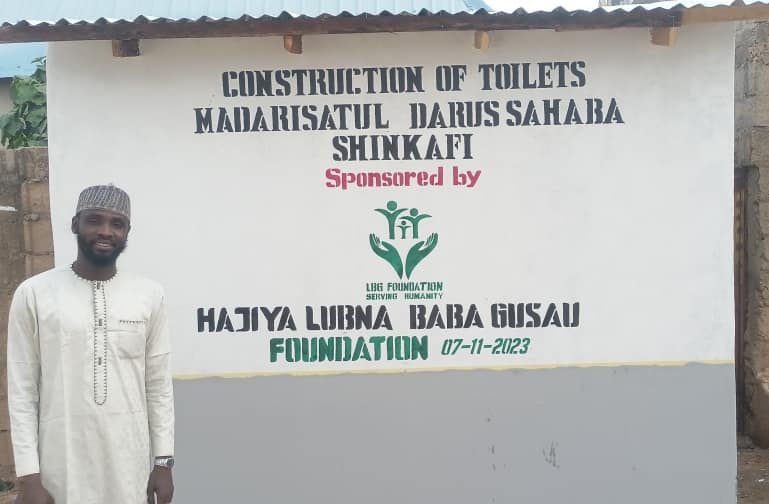 CONSTRUCTION OF TOILETS
MADARISATUL DARUS SAHABA
SHINKAFI
Sponsored by
LBG FOUNDATION
SERVING HUMANITY
HAJIYA LUBNA BABA GUSAU
FOUNDATION 07-11-2023